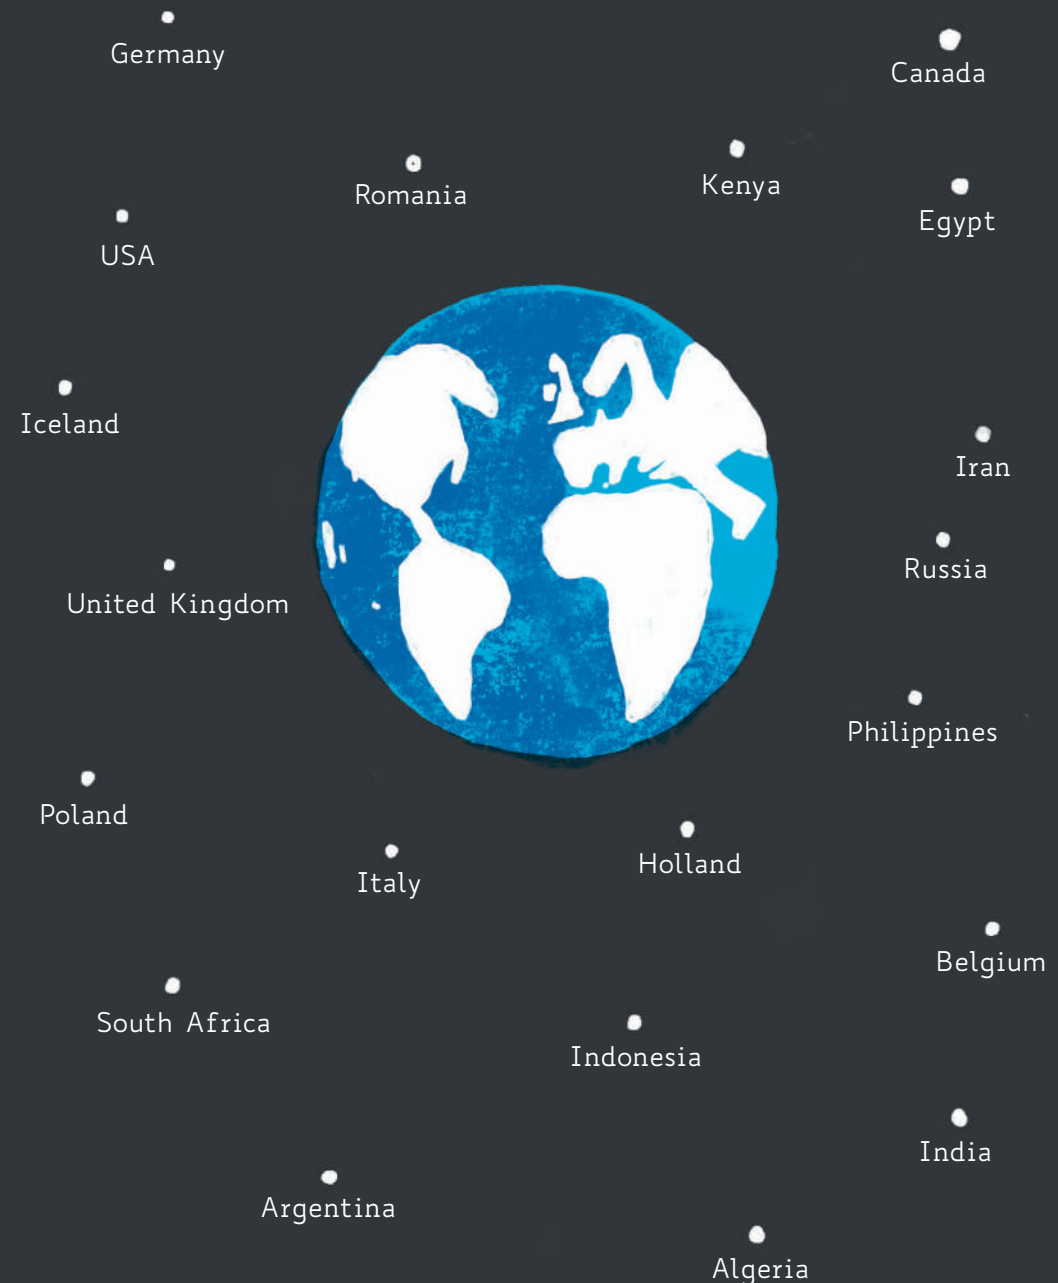 Germany
Canada
Romania
Kenya
Egypt
USA
Iceland
Iran
Russia
United Kingdom
Philippines
Poland
Holland
Italy
Belgium
South Africa
Indonesia
India
Argentina
Algeria